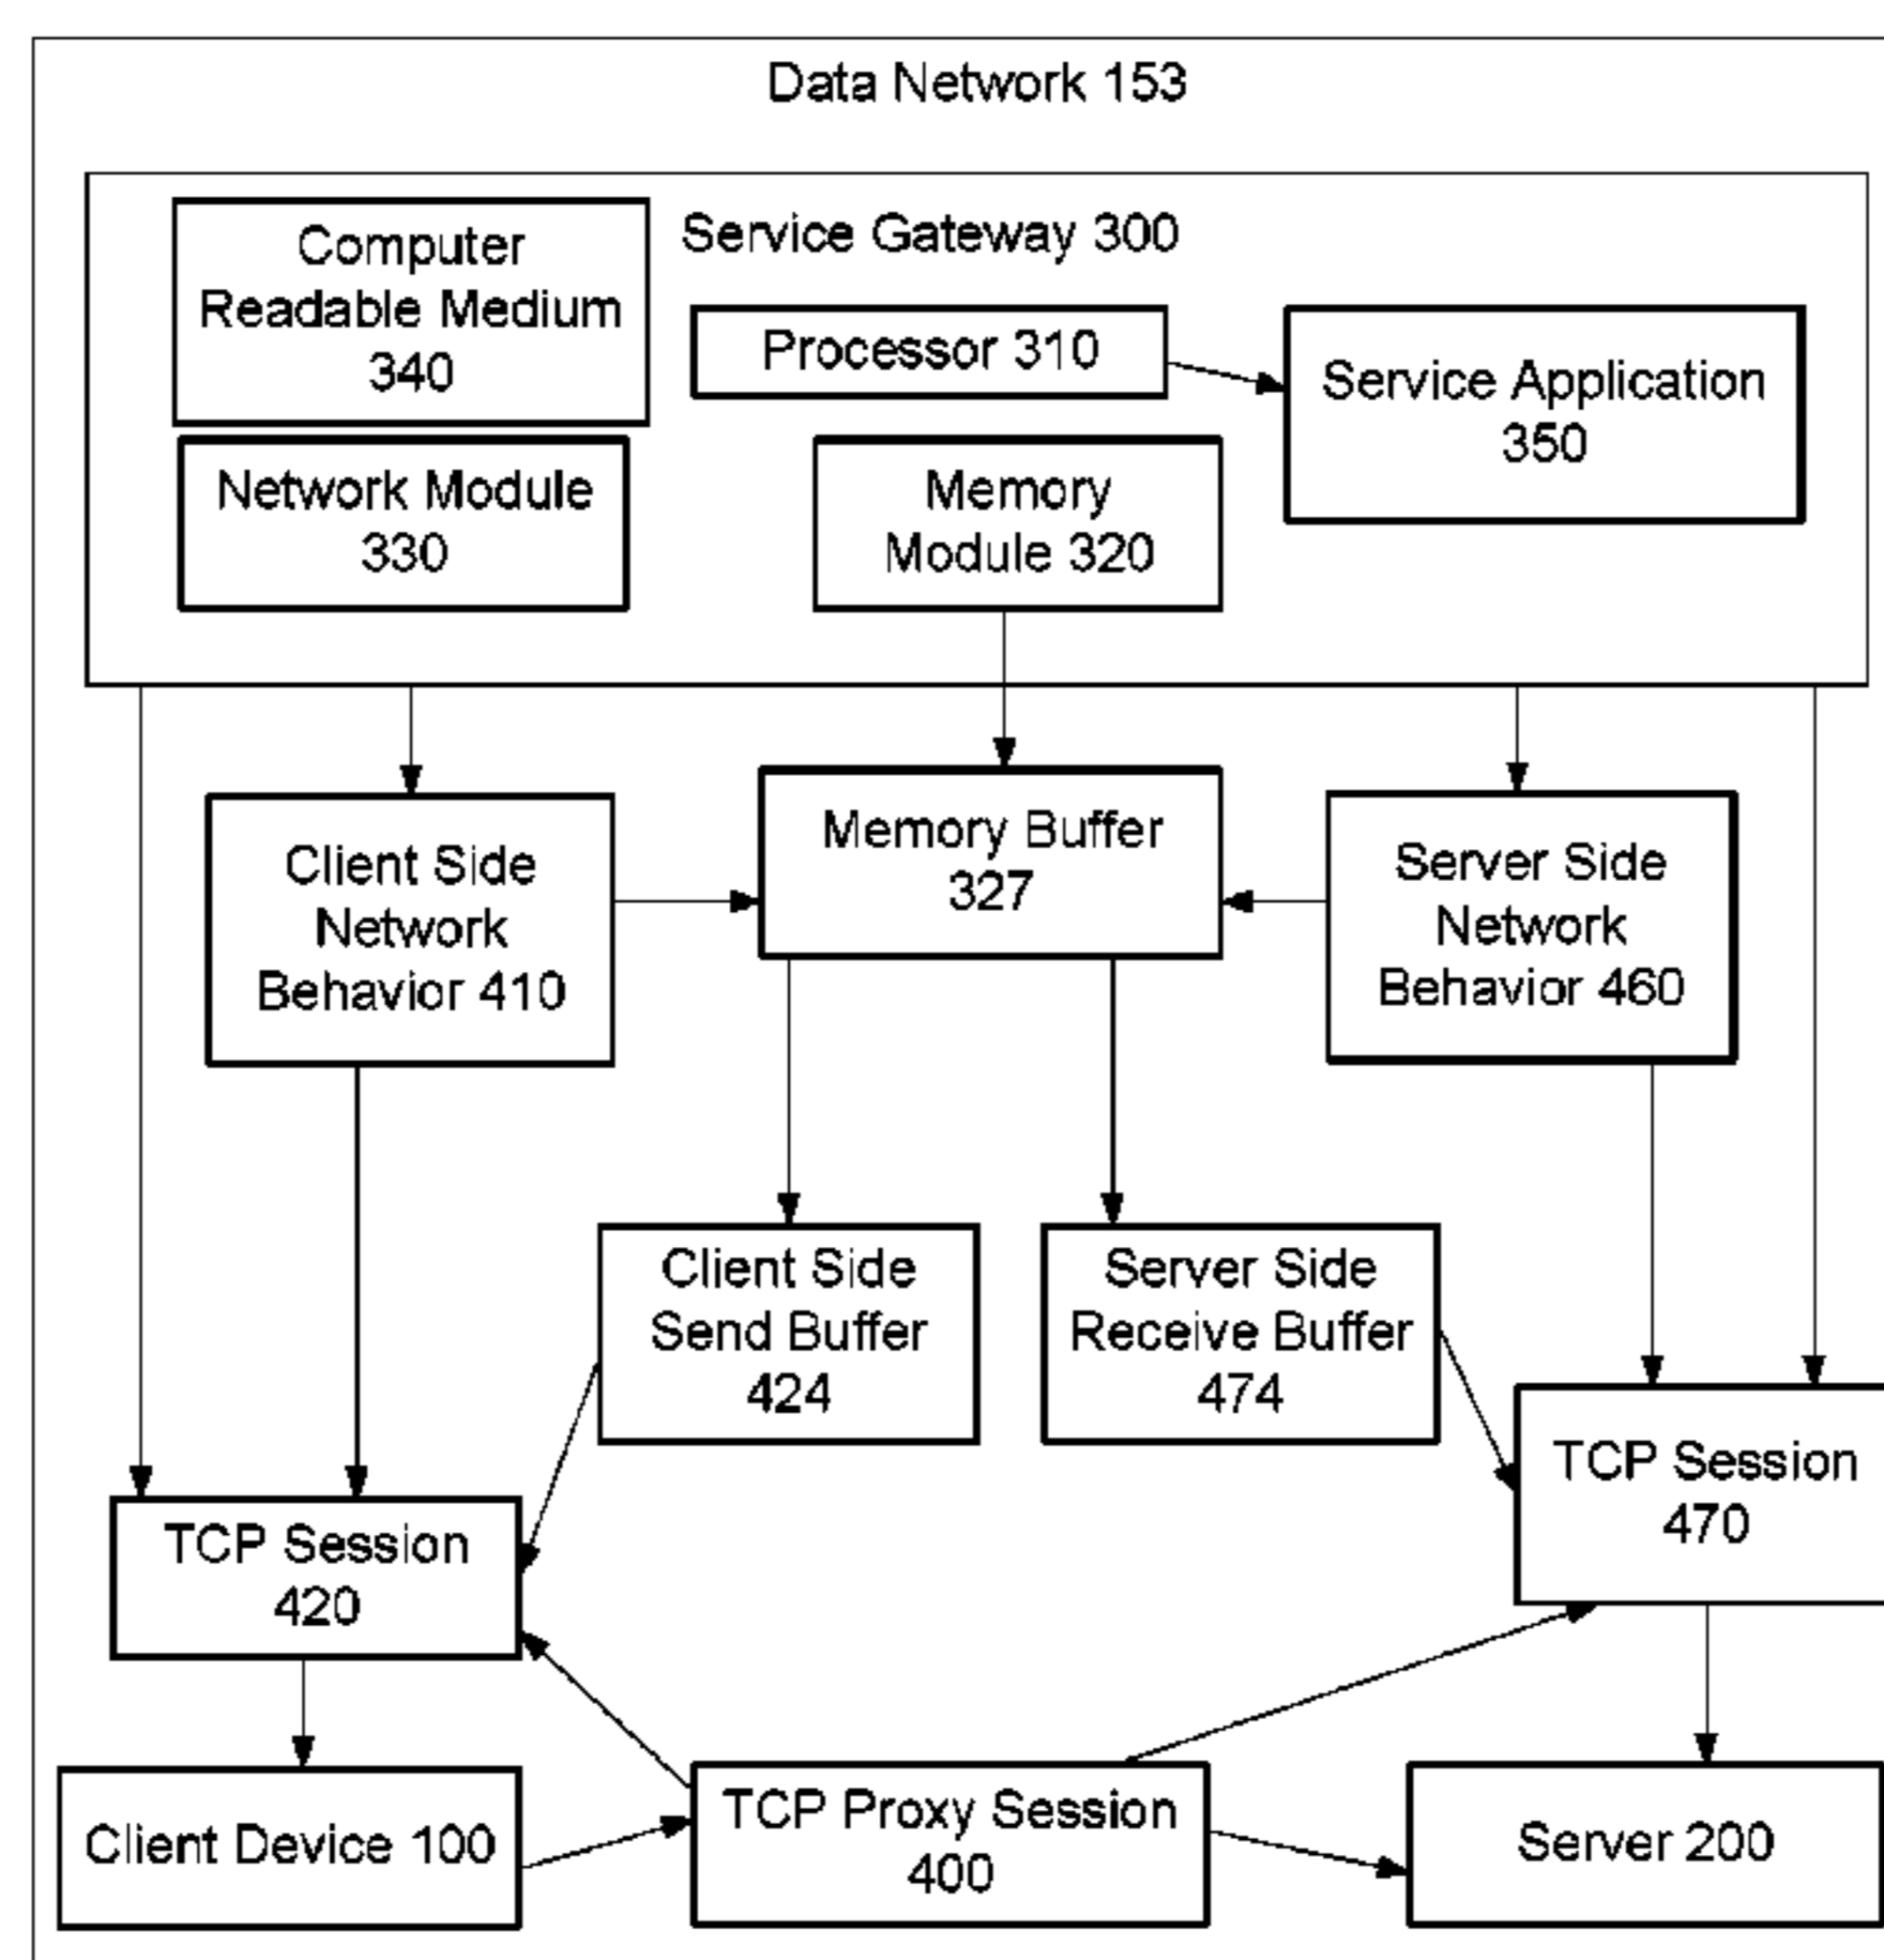 Data Network 153
Service Gateway 300
Computer
Readable Medium
340
Processor 310
Service Application
350
Network Module
330
Memory
Module 320
Client Side
Network
Behavior 410
Memory Buffer
327
Server Side
Network
Behavior 460
Client Side
Send Buffer
424
Server Side
Receive Buffer
474
TCP Session
420
TCP Session
470
Client Device 100
TCP Proxy Session
400
Server 200